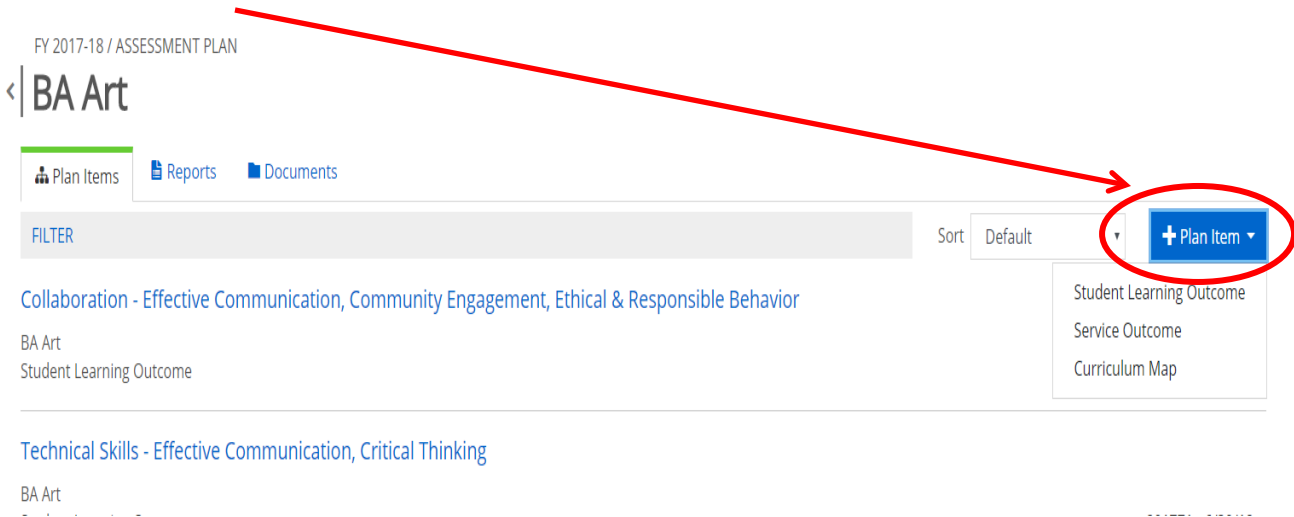 FY 2017-18 / ASSESSMENT PLAN
BA Art
Plan Items Reports Documents
FILTER Sort Default + Plan Item
Student Learning Outcome
Service Outcome
Curriculum Map
Collaboration - Effective Communication, Community Engagement, Ethical & Responsible Behavior
BA Art
Student Learning Outcome
Technical Skills - Effective Communication, Critical Thinking
BA Art